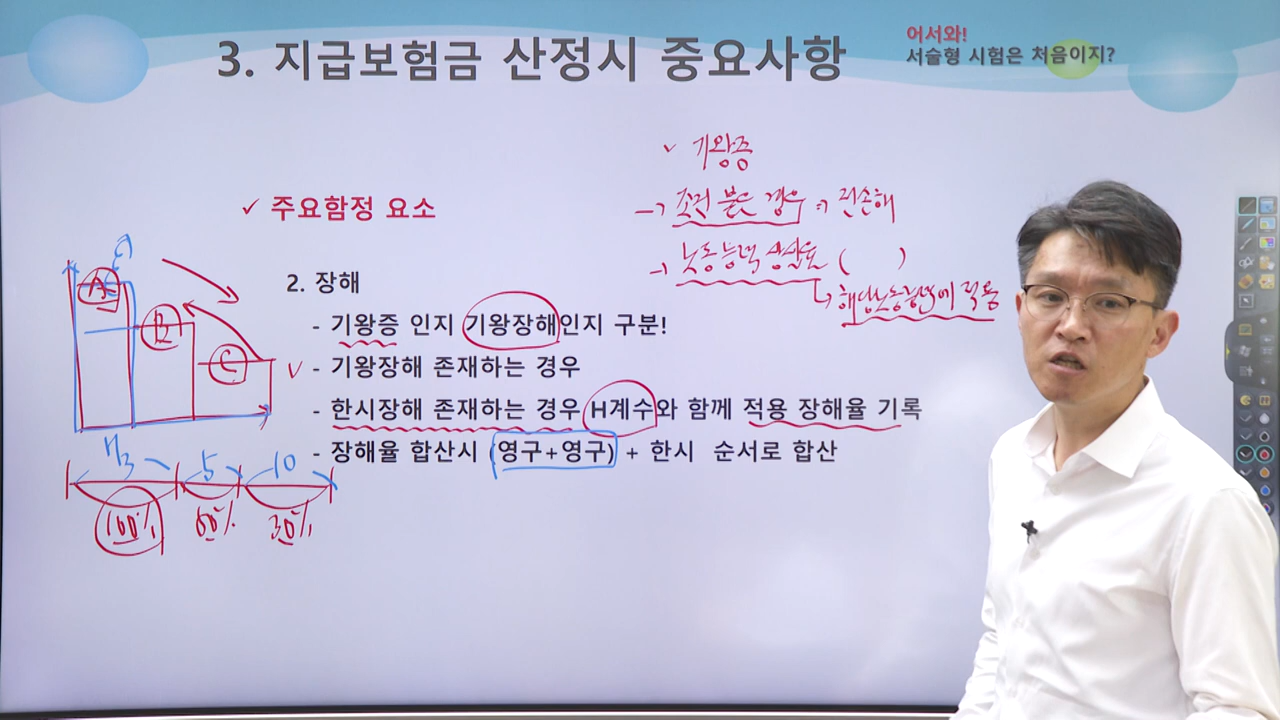 3. 지급보험금 산정시 중요사항
어서와!
서술형 시험은 처음이지?
✓ 기왕증
✓ 주요함정 요소
→ 조건 붙은 경우 → 전손해
→ 노동능력 상실률 ( )
↳ 해당노동능력에 적용
2. 장해
- 기왕증 인지 기왕장해인지 구분!
✓ - 기왕장해 존재하는 경우
- 한시장해 존재하는 경우 H계수와 함께 적용 장해율 기록
- 장해율 합산시 (영구+영구) + 한시 순서로 합산
A
B
C
5 10
100% 60% 30%